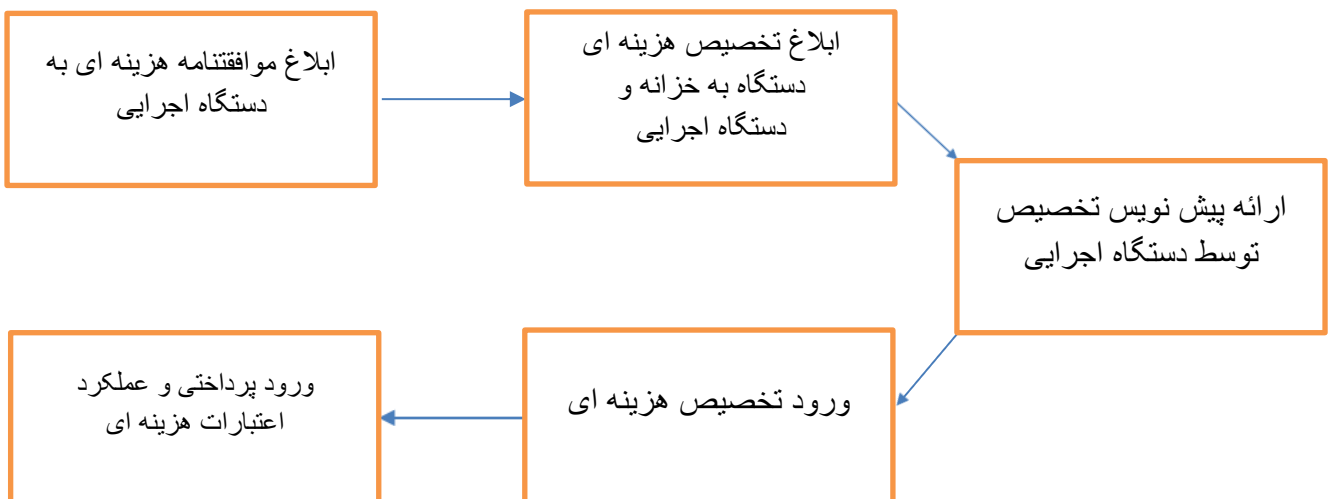 ابلاغ موافقتنامه هزینه ای به
دستگاه اجرایی
ابلاغ تخصیص هزینه ای
دستگاه به خزانه و
دستگاه اجرایی
ارائه پیش نویس تخصیص
توسط دستگاه اجرایی
ورود تخصیص هزینه ای
ورود پرداختی و عملکرد
اعتبارات هزینه ای